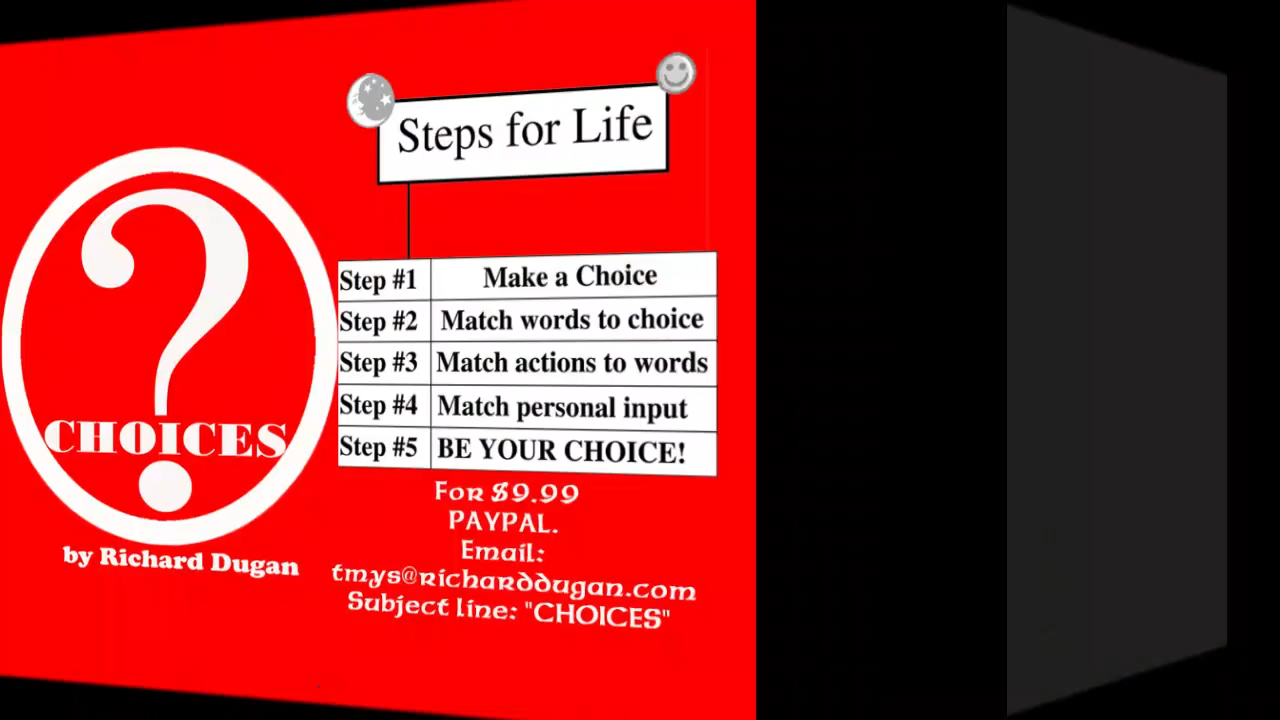 Steps for Life
?
CHOICES
by Richard Dugan
Step #1 Make a Choice
Step #2 Match words to choice
Step #3 Match actions to words
Step #4 Match personal input
Step #5 BE YOUR CHOICE!
For $9.99
PAYPAL.
Email:
tmys@richarddugan.com
Subject line: "CHOICES"